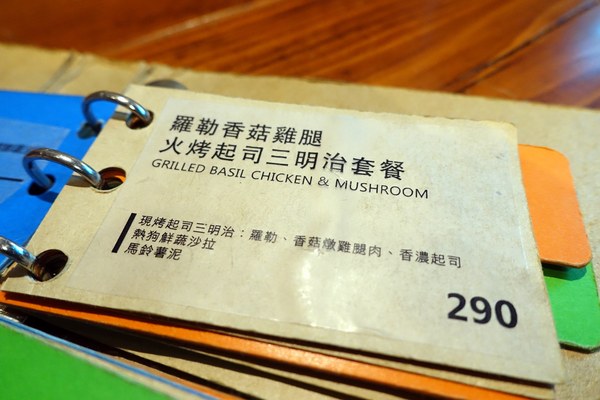 羅勒香菇雞腿
火烤起司三明治套餐
GRILLED BASIL CHICKEN & MUSHROOM
現烤起司三明治：羅勒、香菇燉雞腿肉、香濃起司
熱狗鮮蔬沙拉
馬鈴薯泥
290